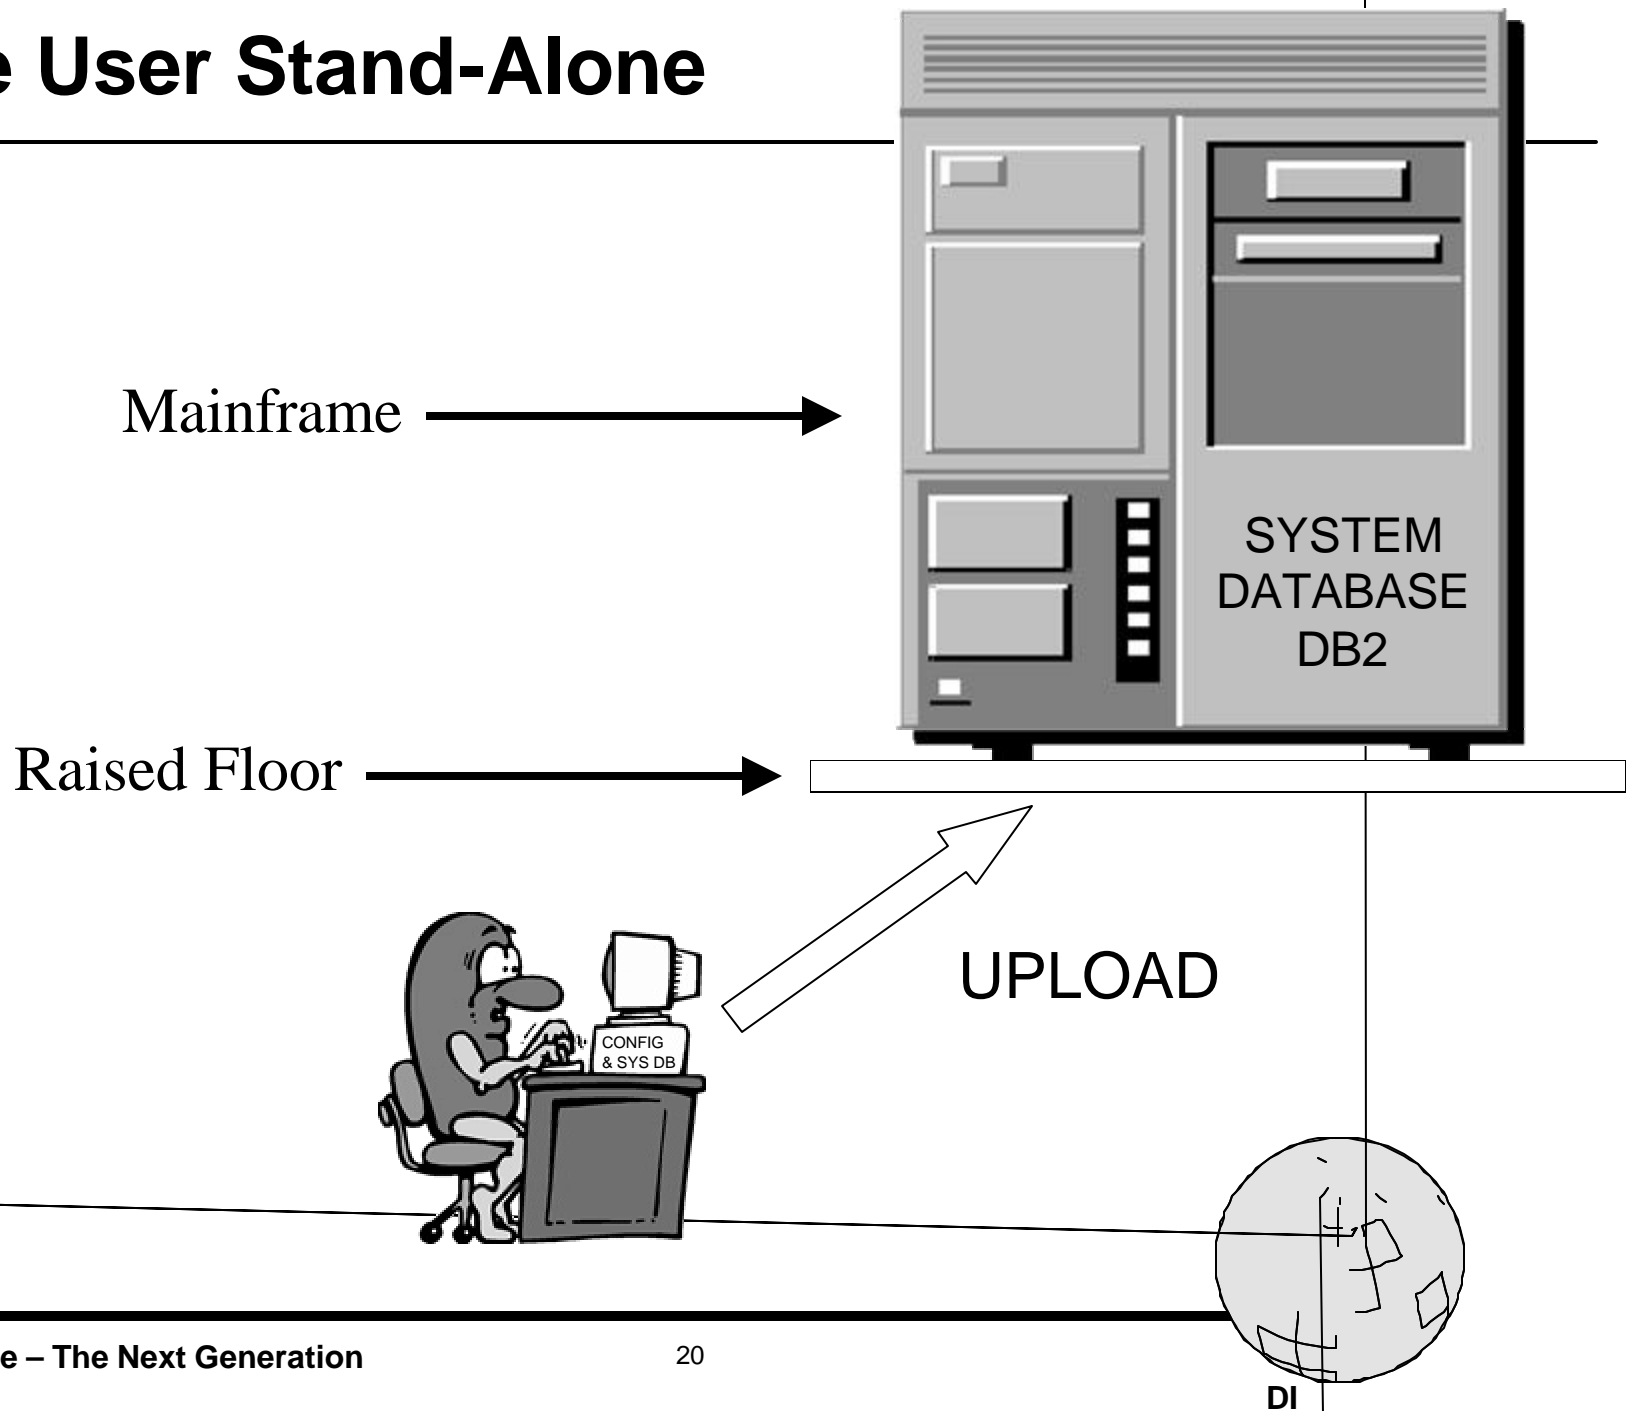 e User Stand-Alone
Mainframe
SYSTEM
DATABASE
DB2
Raised Floor
UPLOAD
CONFIG
& SYS DB
e – The Next Generation
20
DI